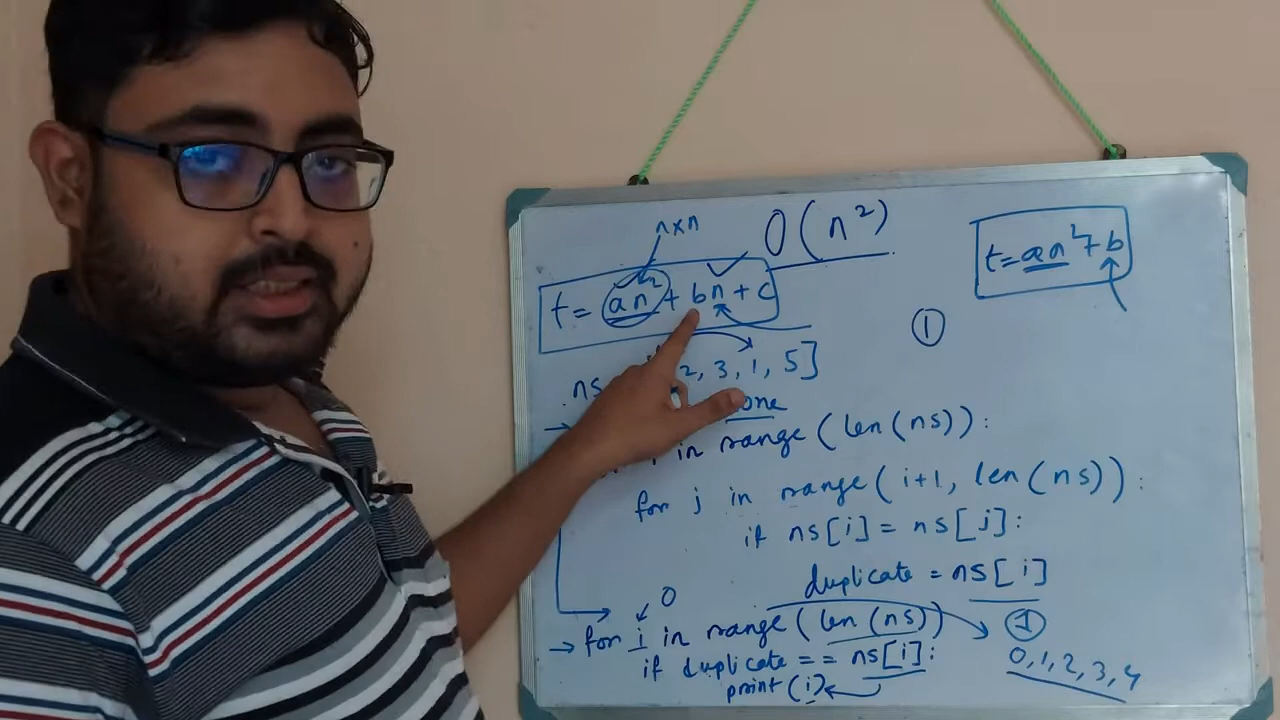 n×n
O(n²)
t = an² + bn + c
t = an² + b
①
ns 2, 3, 1, 5]
in range (len(ns)):
for j in range(i+1, len(ns)):
if ns[i] = ns[j]:
duplicate = ns[i]
0
→ for i in range (len (ns))
①
if duplicate == ns[i]:
0, 1, 2, 3, 4
print (i)